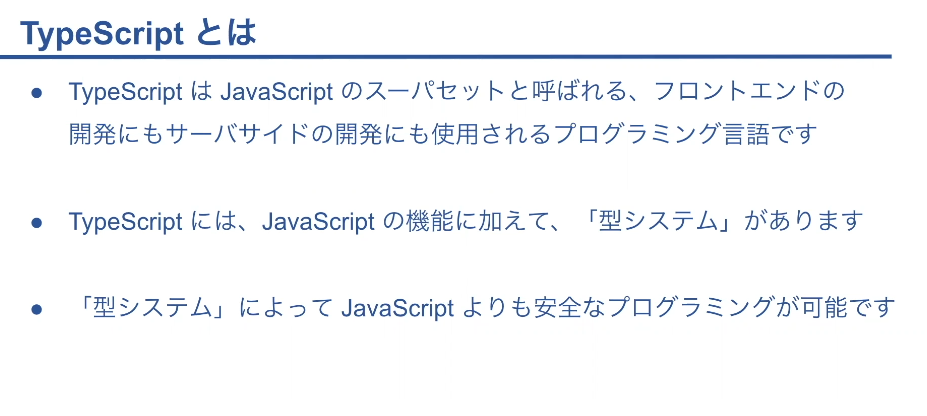 TypeScript とは
● TypeScript は JavaScript のスーパセットと呼ばれる、フロントエンドの
開発にもサーバサイドの開発にも使用されるプログラミング言語です
● TypeScript には、JavaScript の機能に加えて、「型システム」があります
● 「型システム」によって JavaScript よりも安全なプログラミングが可能です